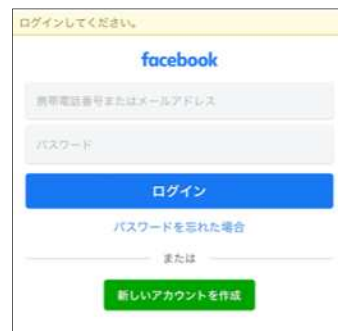 ログインしてください。
facebook
携帯電話番号またはメールアドレス
パスワード
ログイン
パスワードを忘れた場合
または
新しいアカウントを作成